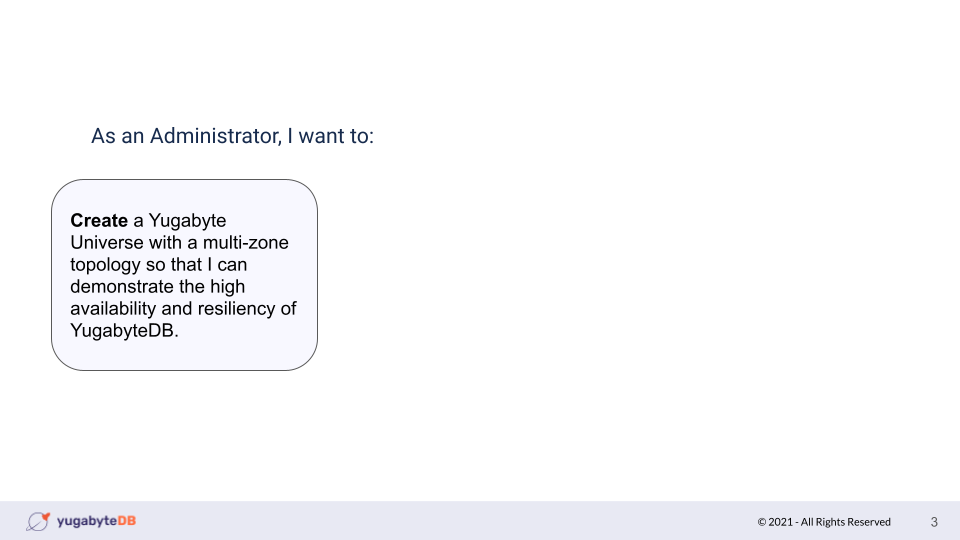 As an Administrator, I want to:
Create a Yugabyte
Universe with a multi-zone
topology so that I can
demonstrate the high
availability and resiliency of
YugabyteDB.
yugabyteDB
© 2021 - All Rights Reserved
3